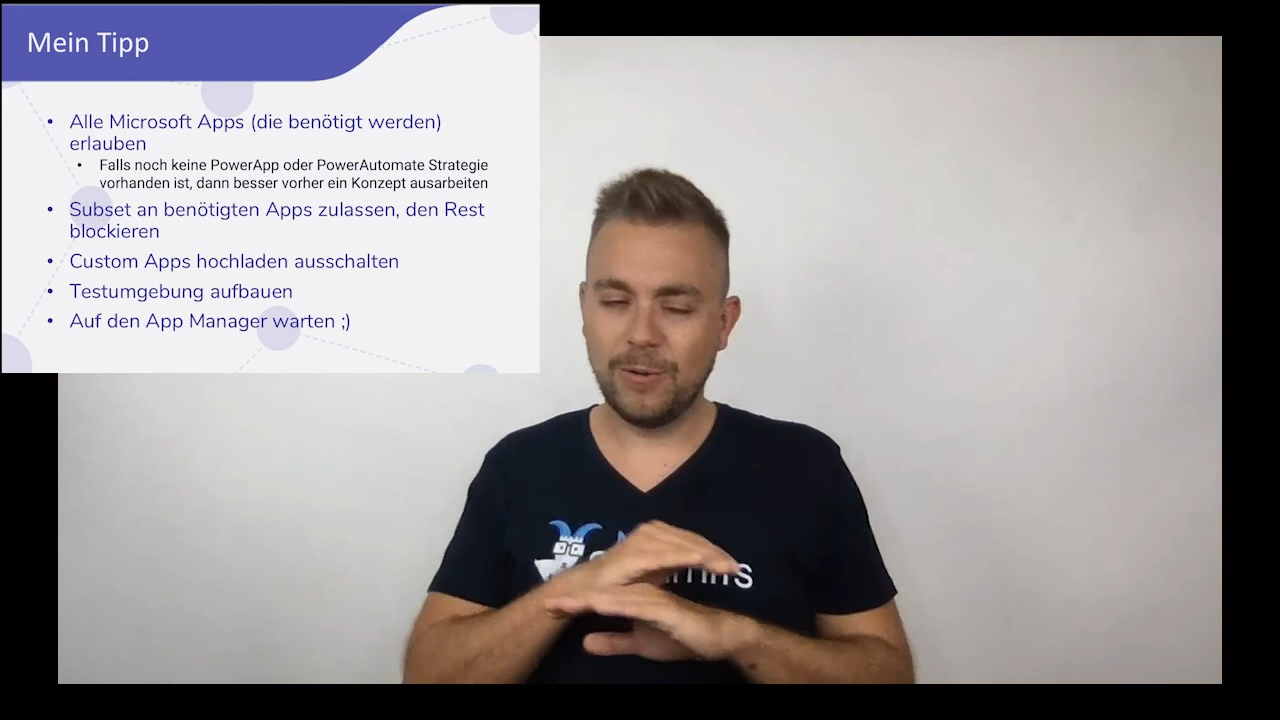 Mein Tipp
• Alle Microsoft Apps (die benötigt werden)
erlauben
• Falls noch keine PowerApp oder PowerAutomate Strategie
vorhanden ist, dann besser vorher ein Konzept ausarbeiten
• Subset an benötigten Apps zulassen, den Rest
blockieren
• Custom Apps hochladen ausschalten
• Testumgebung aufbauen
• Auf den App Manager warten ;)